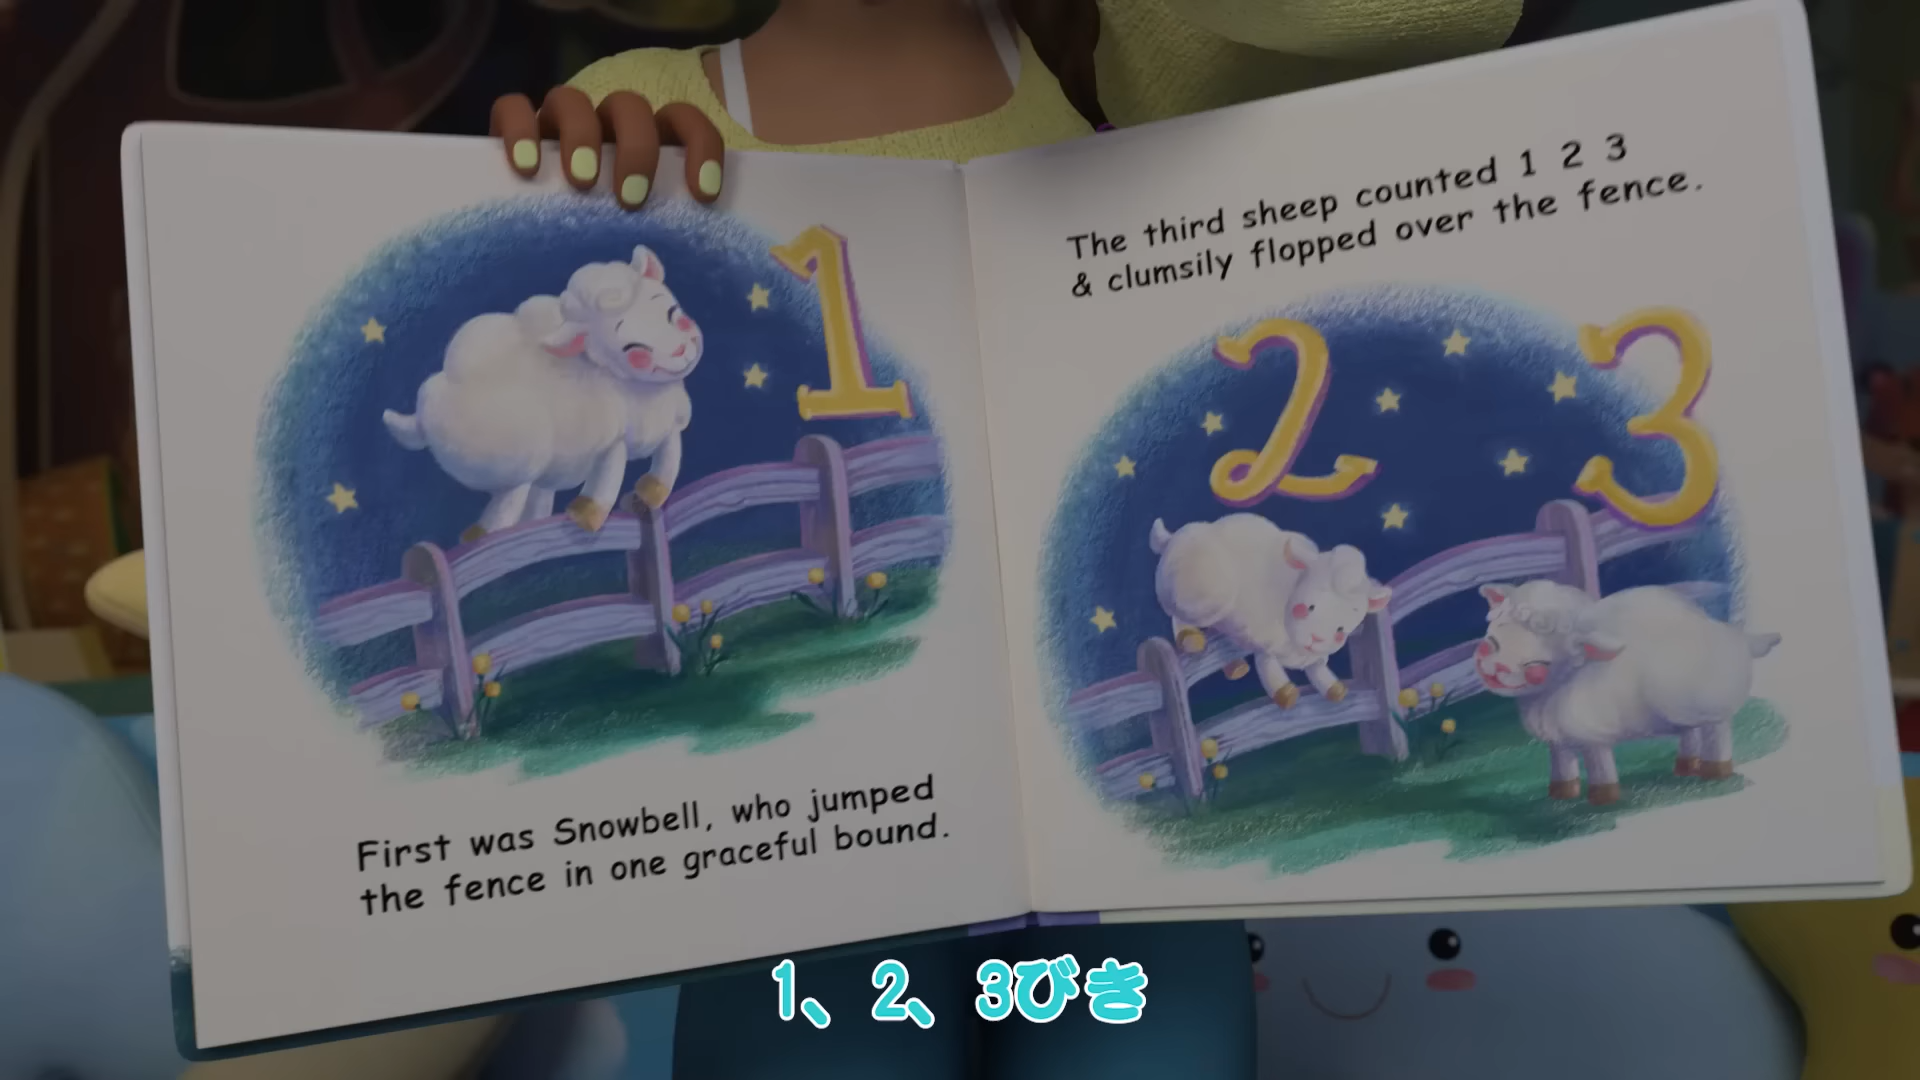 1
First was Snowbell, who jumped
the fence in one graceful bound.
The third sheep counted 1 2 3
& clumsily flopped over the fence.
2 3
1、2、3びき